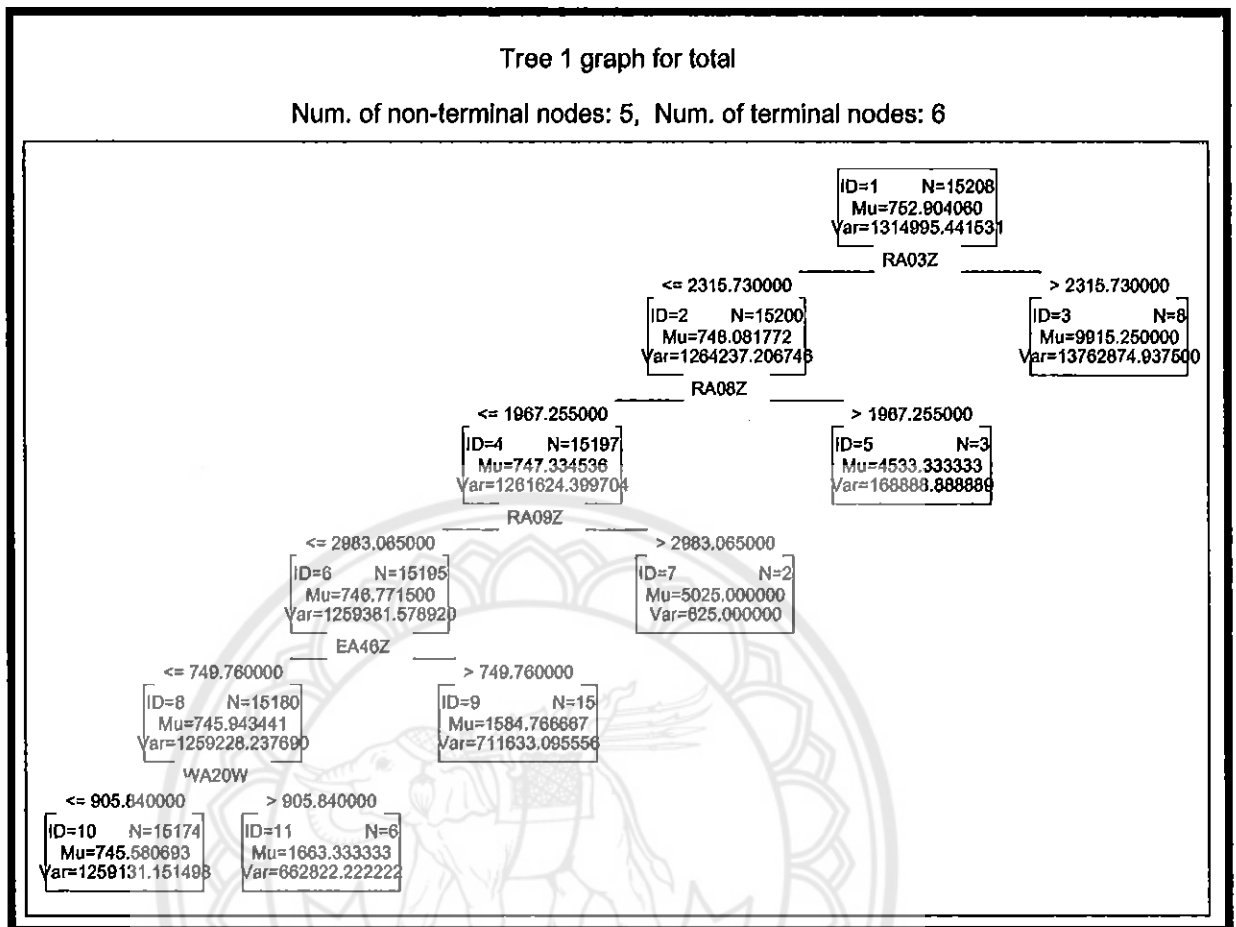 Tree 1 graph for total
Num. of non-terminal nodes: 5, Num. of terminal nodes: 6
ID=1 N=15208
Mu=752.904060
Var=1314995.441531
RA03Z
<= 2315.730000
> 2315.730000
ID=2 N=15200
Mu=748.081772
Var=1264237.206746
ID=3 N=8
Mu=9915.250000
Var=13762874.937500
RA08Z
<= 1967.255000
> 1967.255000
ID=4 N=15197
Mu=747.334536
Var=1261624.399704
ID=5 N=3
Mu=4533.333333
Var=168888.888889
RA09Z
<= 2983.065000
> 2983.065000
ID=6 N=15195
Mu=746.771500
Var=1259361.578920
ID=7 N=2
Mu=5025.000000
Var=625.000000
EA46Z
<= 749.760000
> 749.760000
ID=8 N=15180
Mu=745.943441
Var=1259228.237690
ID=9 N=15
Mu=1584.766667
Var=711633.095556
WA20W
<= 905.840000
> 905.840000
ID=10 N=15174
Mu=745.580693
Var=1259131.151498
ID=11 N=6
Mu=1663.333333
Var=662822.222222